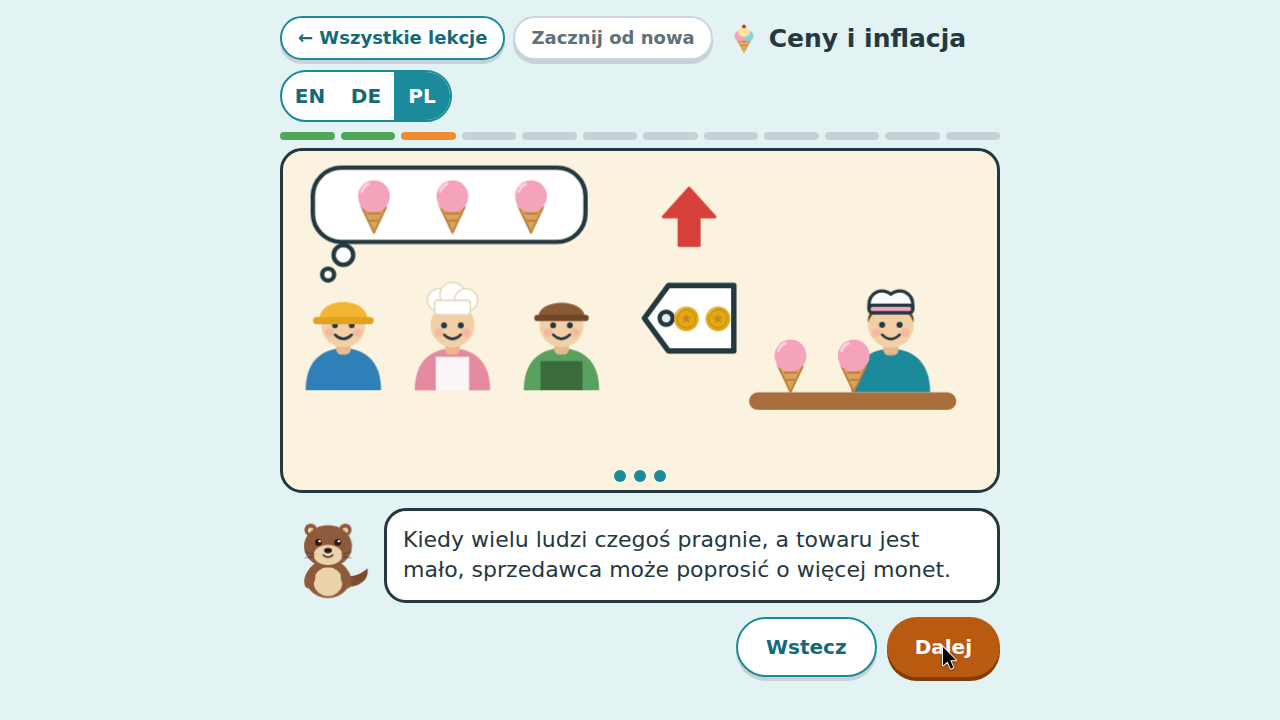 ← Wszystkie lekcje
Zacznij od nowa
Ceny i inflacja
EN DE PL
Kiedy wielu ludzi czegoś pragnie, a towaru jest
mało, sprzedawca może poprosić o więcej monet.
Wstecz
Dalej